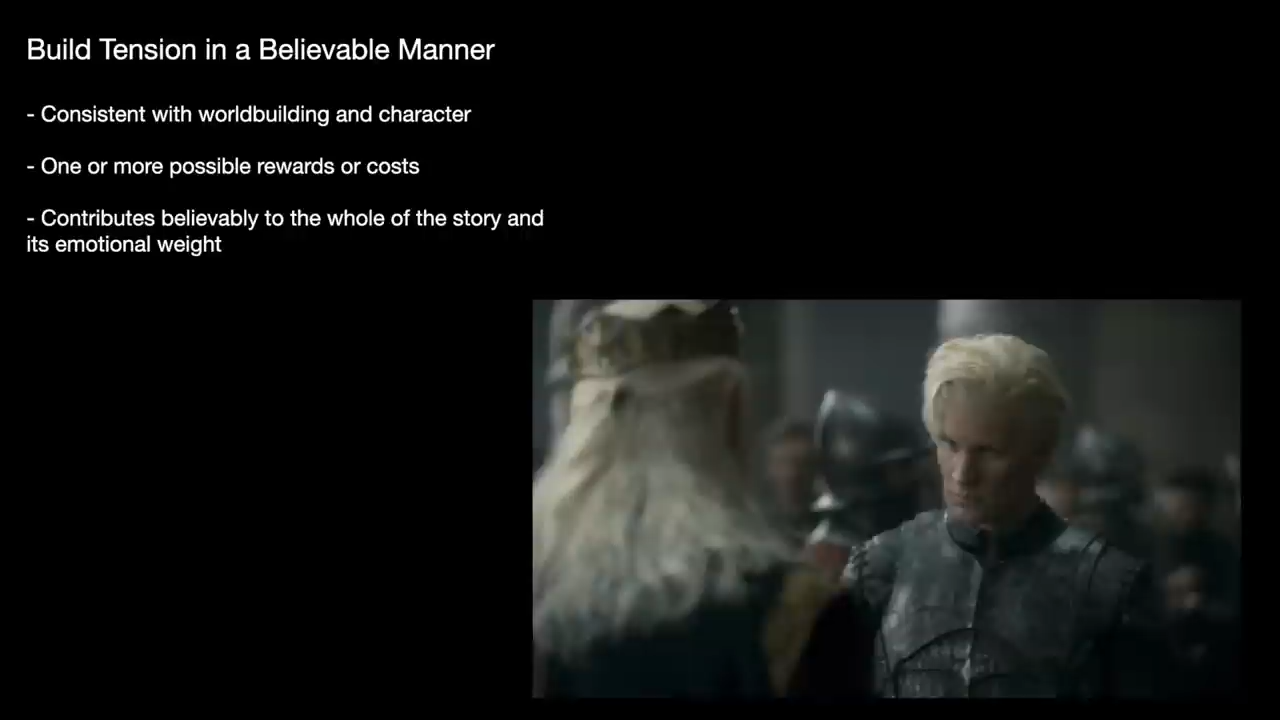 Build Tension in a Believable Manner
- Consistent with worldbuilding and character
- One or more possible rewards or costs
- Contributes believably to the whole of the story and
its emotional weight